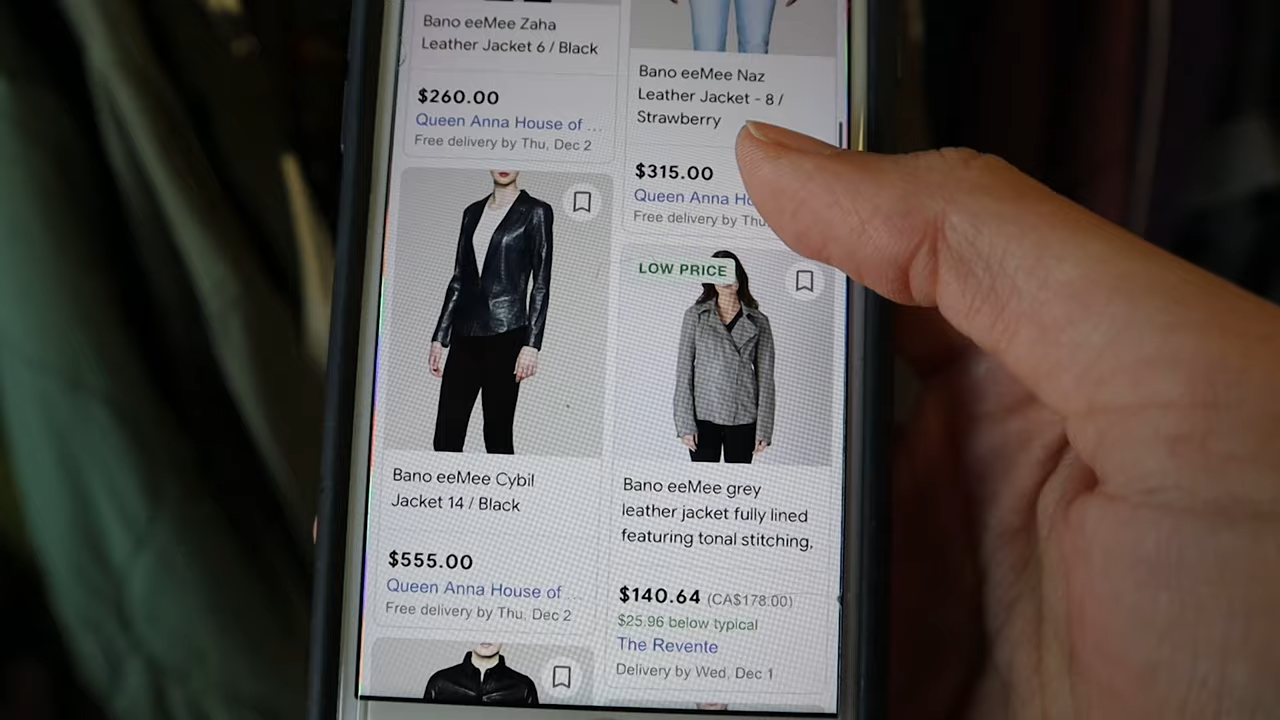 Bano eeMee Zaha
Leather Jacket 6 / Black
$260.00
Queen Anna House of ...
Free delivery by Thu, Dec 2
Bano eeMee Naz
Leather Jacket - 8 /
Strawberry
$315.00
Queen Anna
Free delivery by Thu,
Bano eeMee Cybil
Jacket 14 / Black
$555.00
Queen Anna House of ...
Free delivery by Thu, Dec 2
LOW PRICE
Bano eeMee grey
leather jacket fully lined
featuring tonal stitching,
$140.64 (CA$178.00)
$25.96 below typical
The Revente
Delivery by Wed, Dec 1